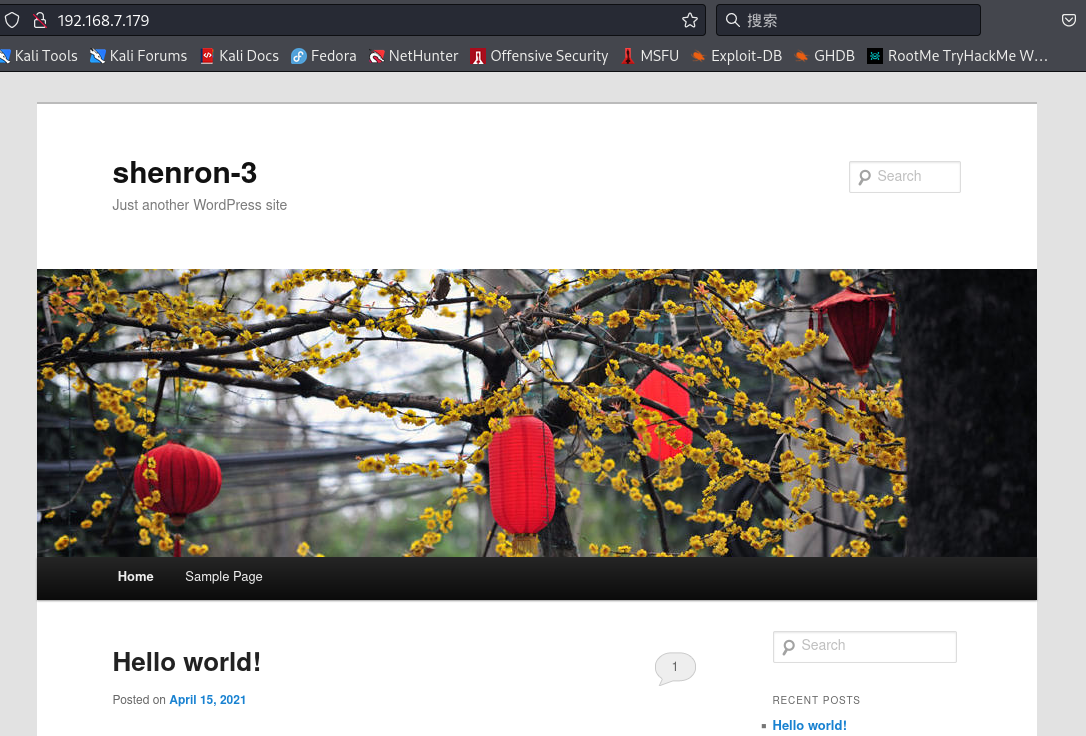 192.168.7.179
搜索
Kali Tools Kali Forums Kali Docs Fedora NetHunter Offensive Security MSFU Exploit-DB GHDB RootMe TryHackMe W…
shenron-3
Search
Just another WordPress site
Home Sample Page
Hello world!
1
Posted on April 15, 2021
Search
RECENT POSTS
Hello world!